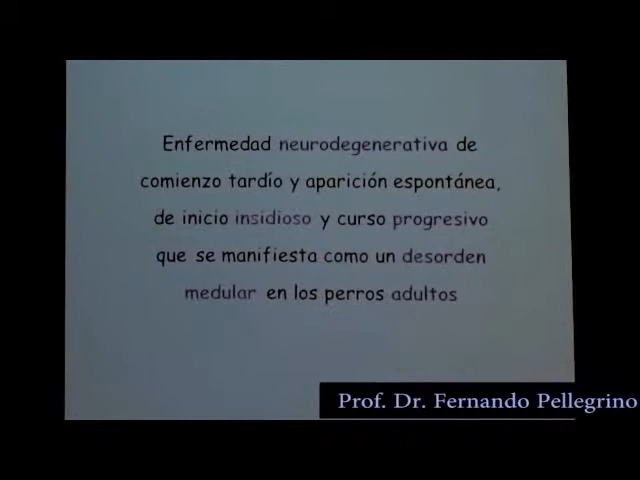 Enfermedad neurodegenerativa de
comienzo tardío y aparición espontánea,
de inicio insidioso y curso progresivo
que se manifiesta como un desorden
medular en los perros adultos
Prof. Dr. Fernando Pellegrino